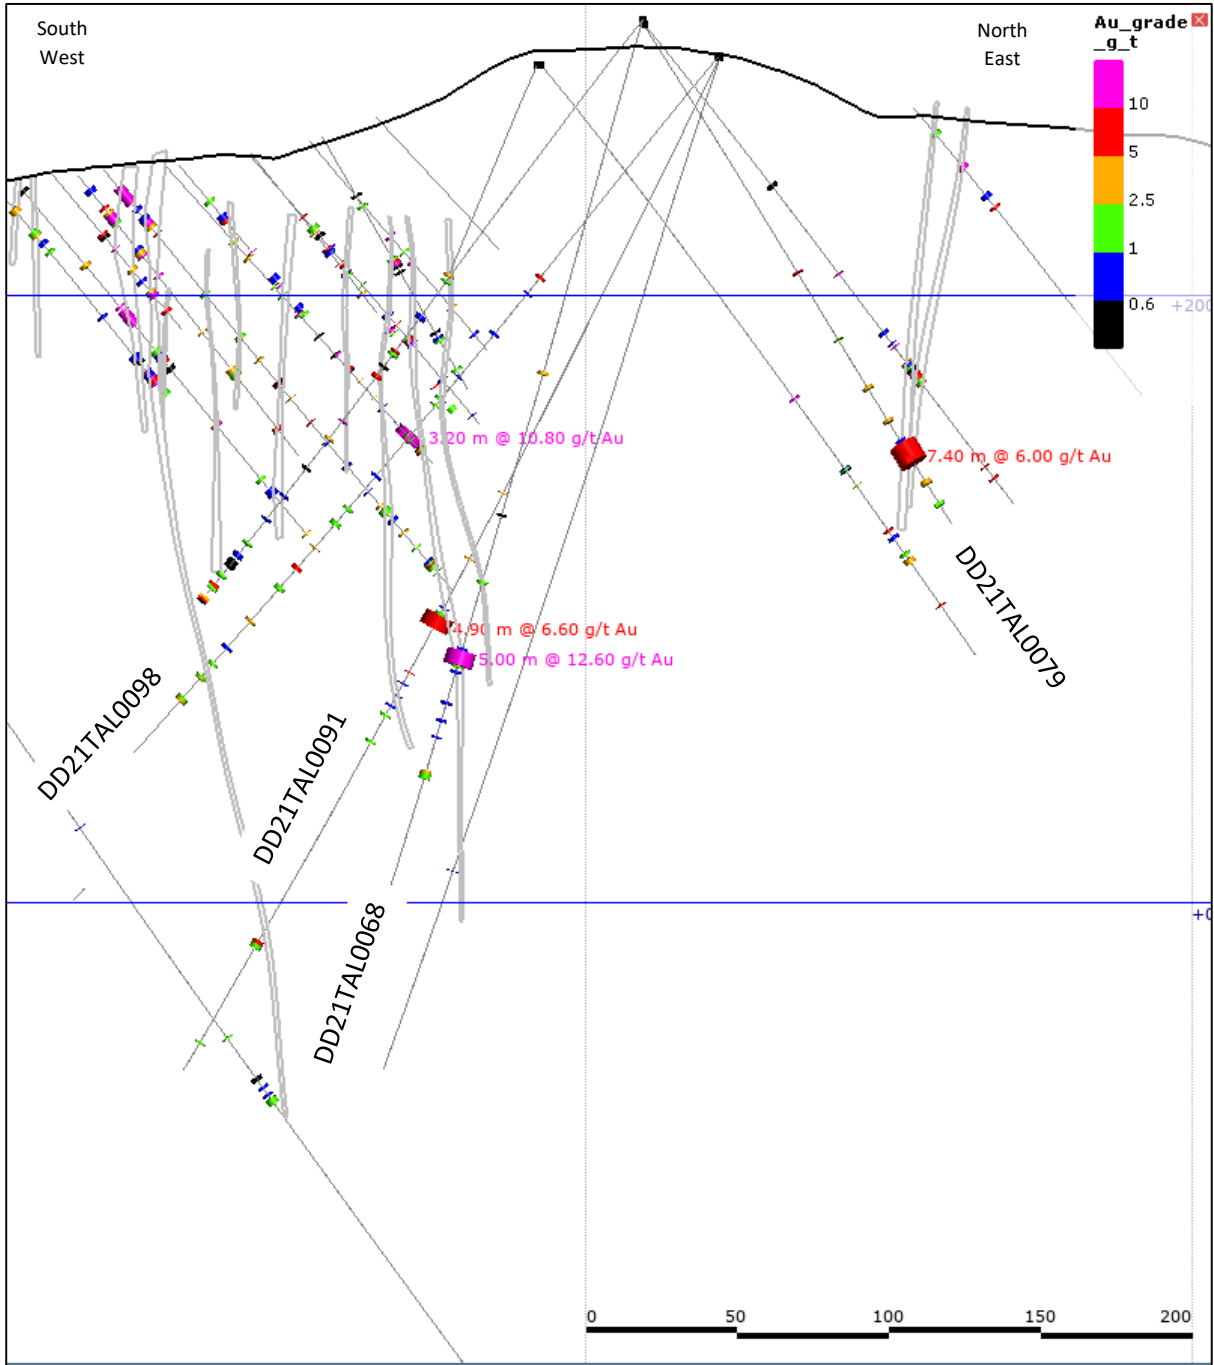 South
West
North
East
Au_grade
_g_t
10
5
2.5
1
0.6
+200
3.20 m @ 10.80 g/t Au
7.40 m @ 6.00 g/t Au
DD21TAL0079
4.90 m @ 6.60 g/t Au
5.00 m @ 12.60 g/t Au
DD21TAL0098
DD21TAL0091
DD21TAL0068
+0
0 50 100 150 200